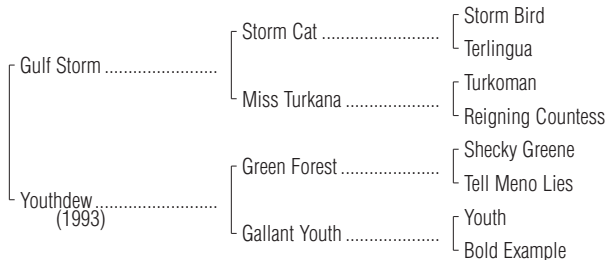 Storm Bird
Storm Cat ........................
Terlingua
Gulf Storm .......................
Turkoman
Miss Turkana ...................
Reigning Countess
Shecky Greene
Green Forest ....................
Tell Meno Lies
Youthdew.........................
(1993)
Youth
Gallant Youth ...................
Bold Example